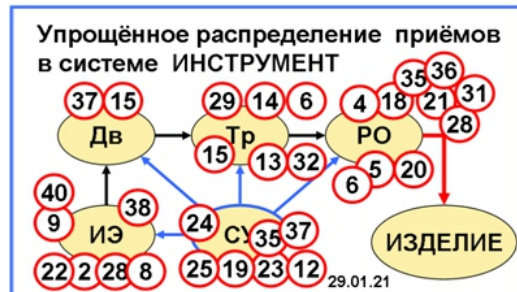 Упрощённое распределение приёмов
в системе ИНСТРУМЕНТ
37 15
29 14 6
4 18 35 36 21 31 28
Дв
Тр
РО
15 13 32
6 5 20
40 9 38
24
ИЭ
СУ
35 37
ИЗДЕЛИЕ
22 2 28 8
25 19 23 12
29.01.21